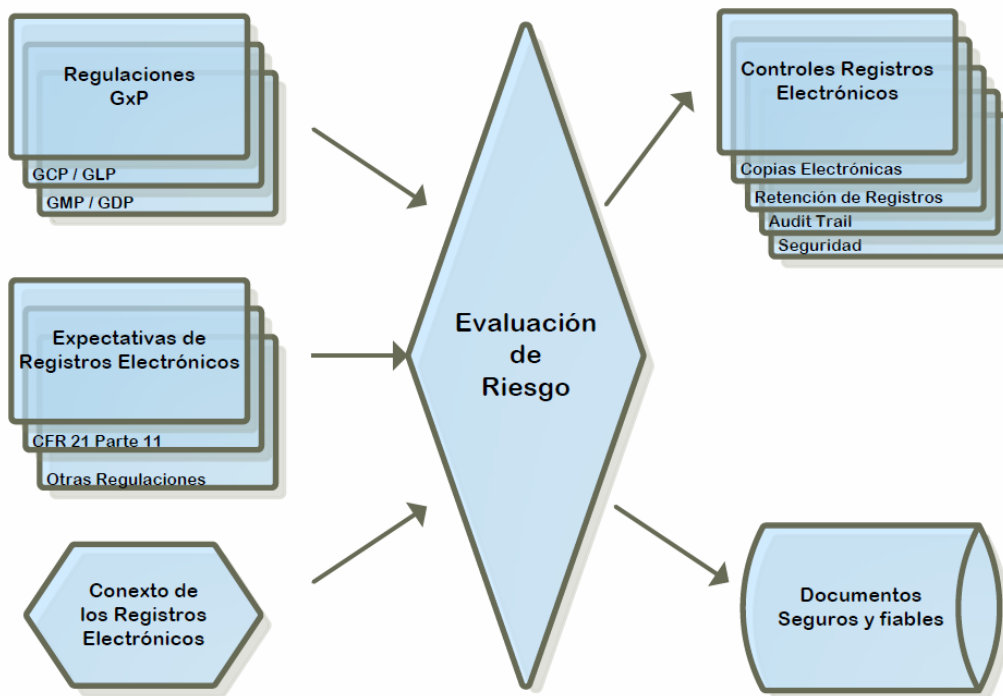 Regulaciones
GxP
GCP / GLP
GMP / GDP
Expectativas de
Registros Electrónicos
CFR 21 Parte 11
Otras Regulaciones
Conexto de
los Registros
Electrónicos
Evaluación
de
Riesgo
Controles Registros
Electrónicos
Copias Electrónicas
Retención de Registros
Audit Trail
Seguridad
Documentos
Seguros y fiables